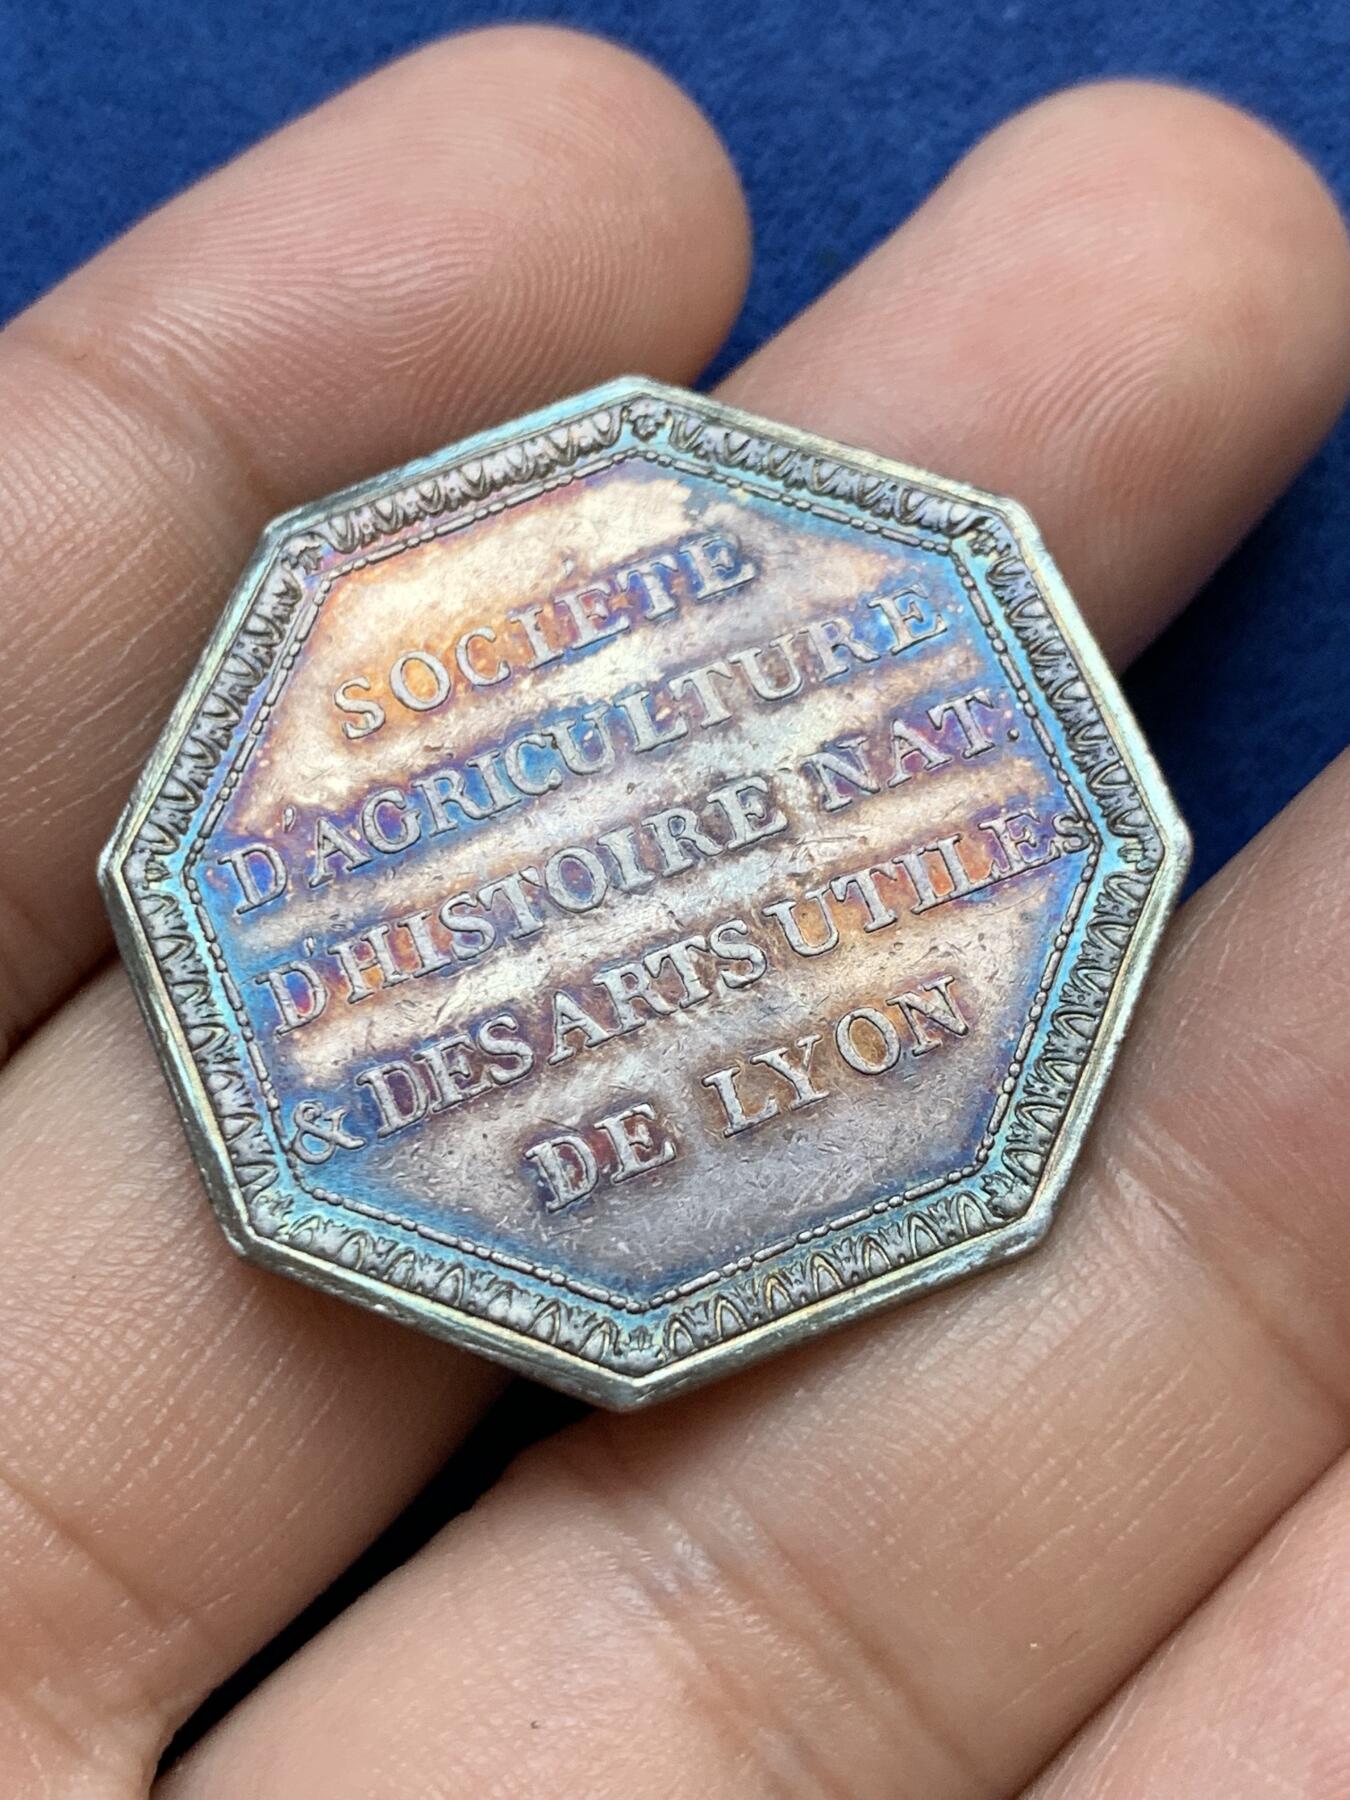 SOCIÉTÉ
D'AGRICULTURE
D'HISTOIRE NAT.
& DES ARTS UTILES
DE LYON